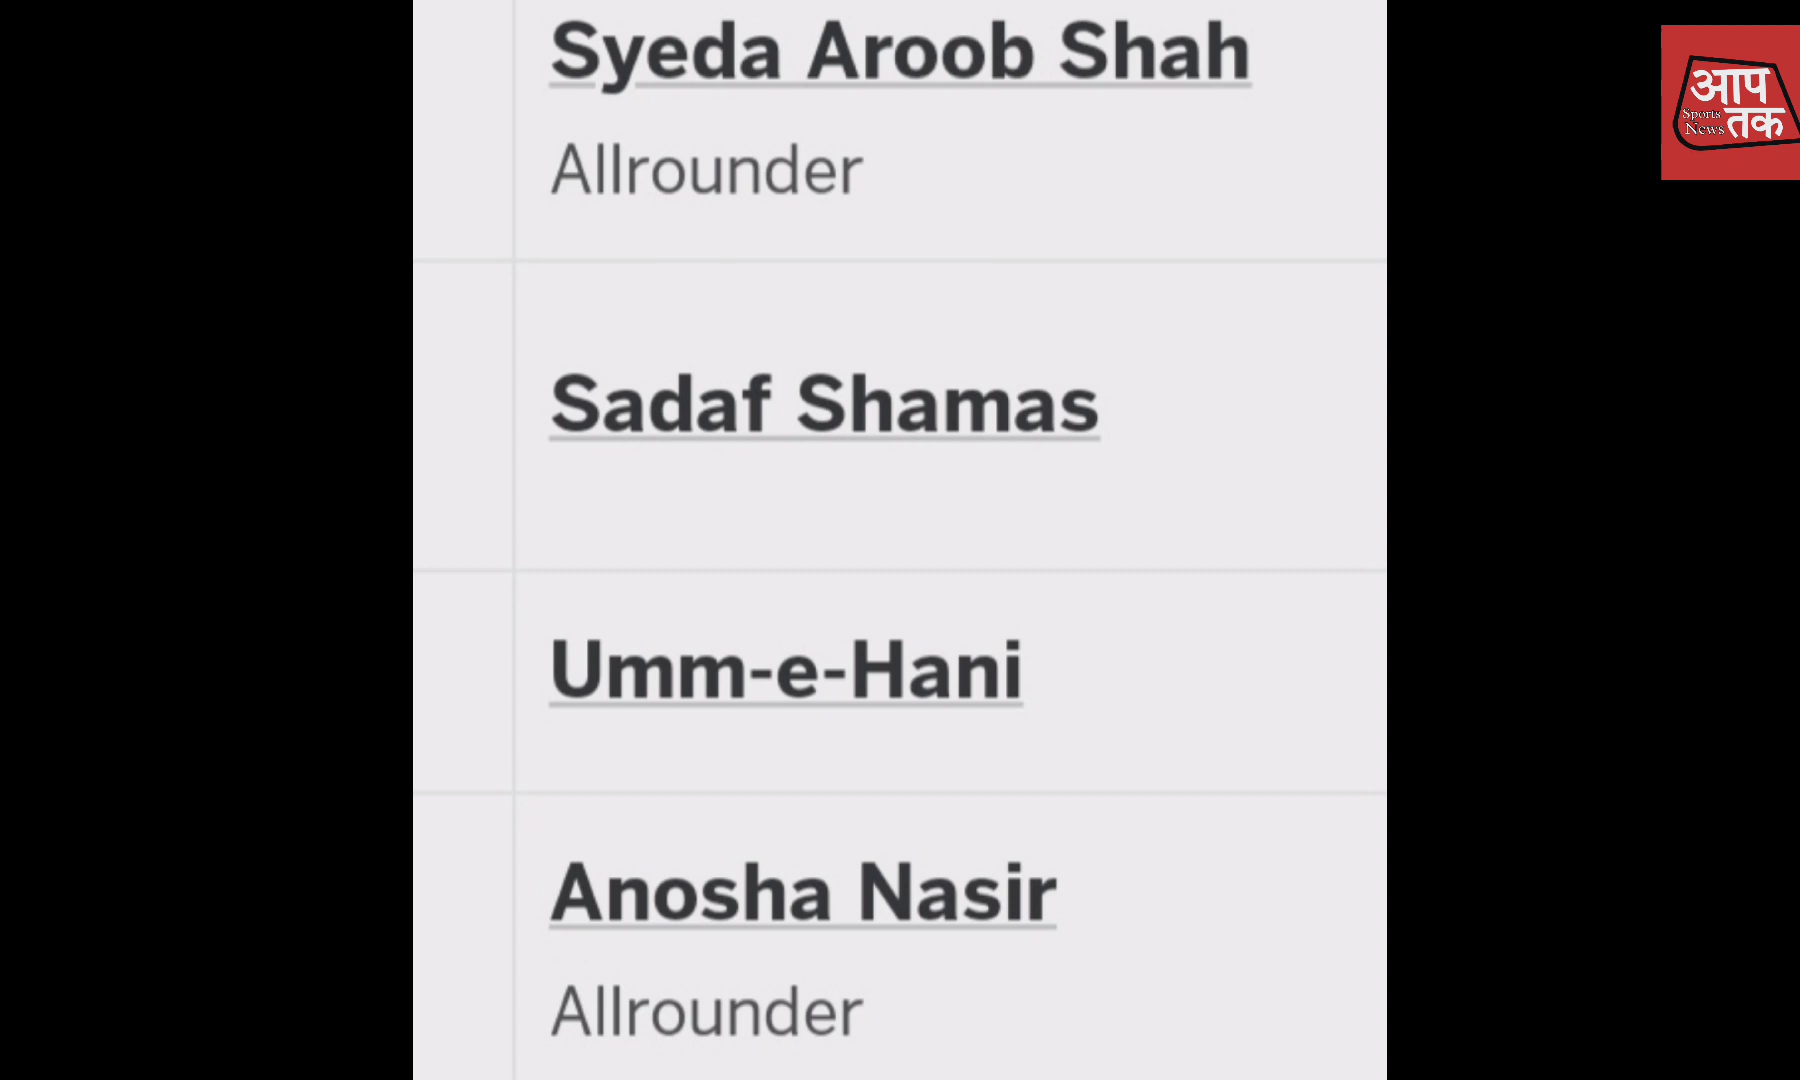 Syeda Aroob Shah
Allrounder
Sadaf Shamas
Umm-e-Hani
Anosha Nasir
Allrounder
आप
Sports
News तक